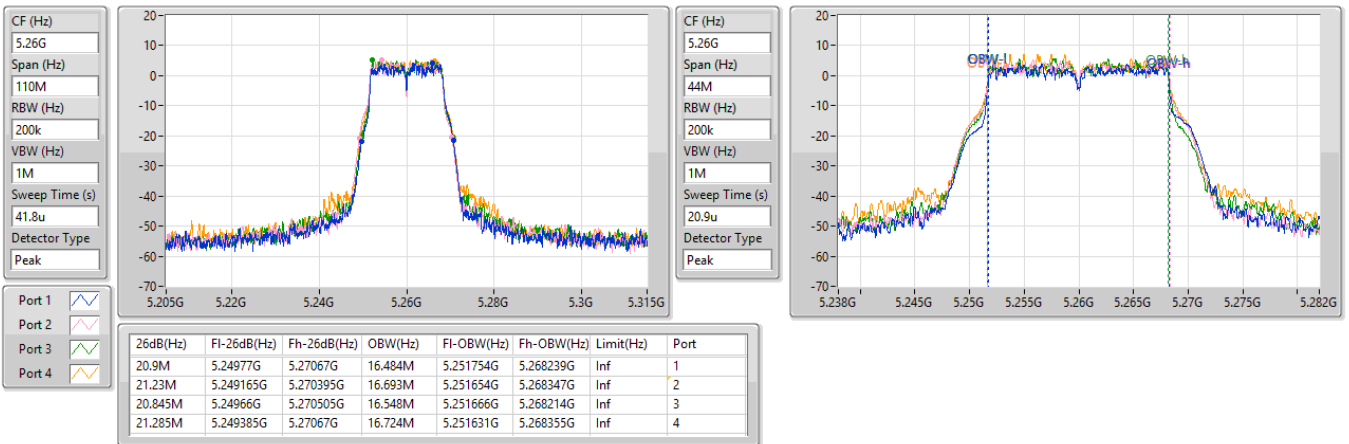 CF (Hz)
5.26G
Span (Hz)
110M
RBW (Hz)
200k
VBW (Hz)
1M
Sweep Time (s)
41.8u
Detector Type
Peak
20
10
0
-10
-20
-30
-40
-50
-60
-70
5.205G 5.22G 5.24G 5.26G 5.28G 5.3G 5.315G
CF (Hz)
5.26G
Span (Hz)
44M
RBW (Hz)
200k
VBW (Hz)
1M
Sweep Time (s)
20.9u
Detector Type
Peak
20
10
0
-10
-20
-30
-40
-50
-60
-70
OBW-l OBW-h
5.238G 5.245G 5.25G 5.255G 5.26G 5.265G 5.27G 5.275G 5.282G
Port 1
Port 2
Port 3
Port 4
26dB(Hz) Fl-26dB(Hz) Fh-26dB(Hz) OBW(Hz) Fl-OBW(Hz) Fh-OBW(Hz) Limit(Hz) Port
20.9M 5.24977G 5.27067G 16.484M 5.251754G 5.268239G Inf 1
21.23M 5.249165G 5.270395G 16.693M 5.251654G 5.268347G Inf 2
20.845M 5.24966G 5.270505G 16.548M 5.251666G 5.268214G Inf 3
21.285M 5.249385G 5.27067G 16.724M 5.251631G 5.268355G Inf 4